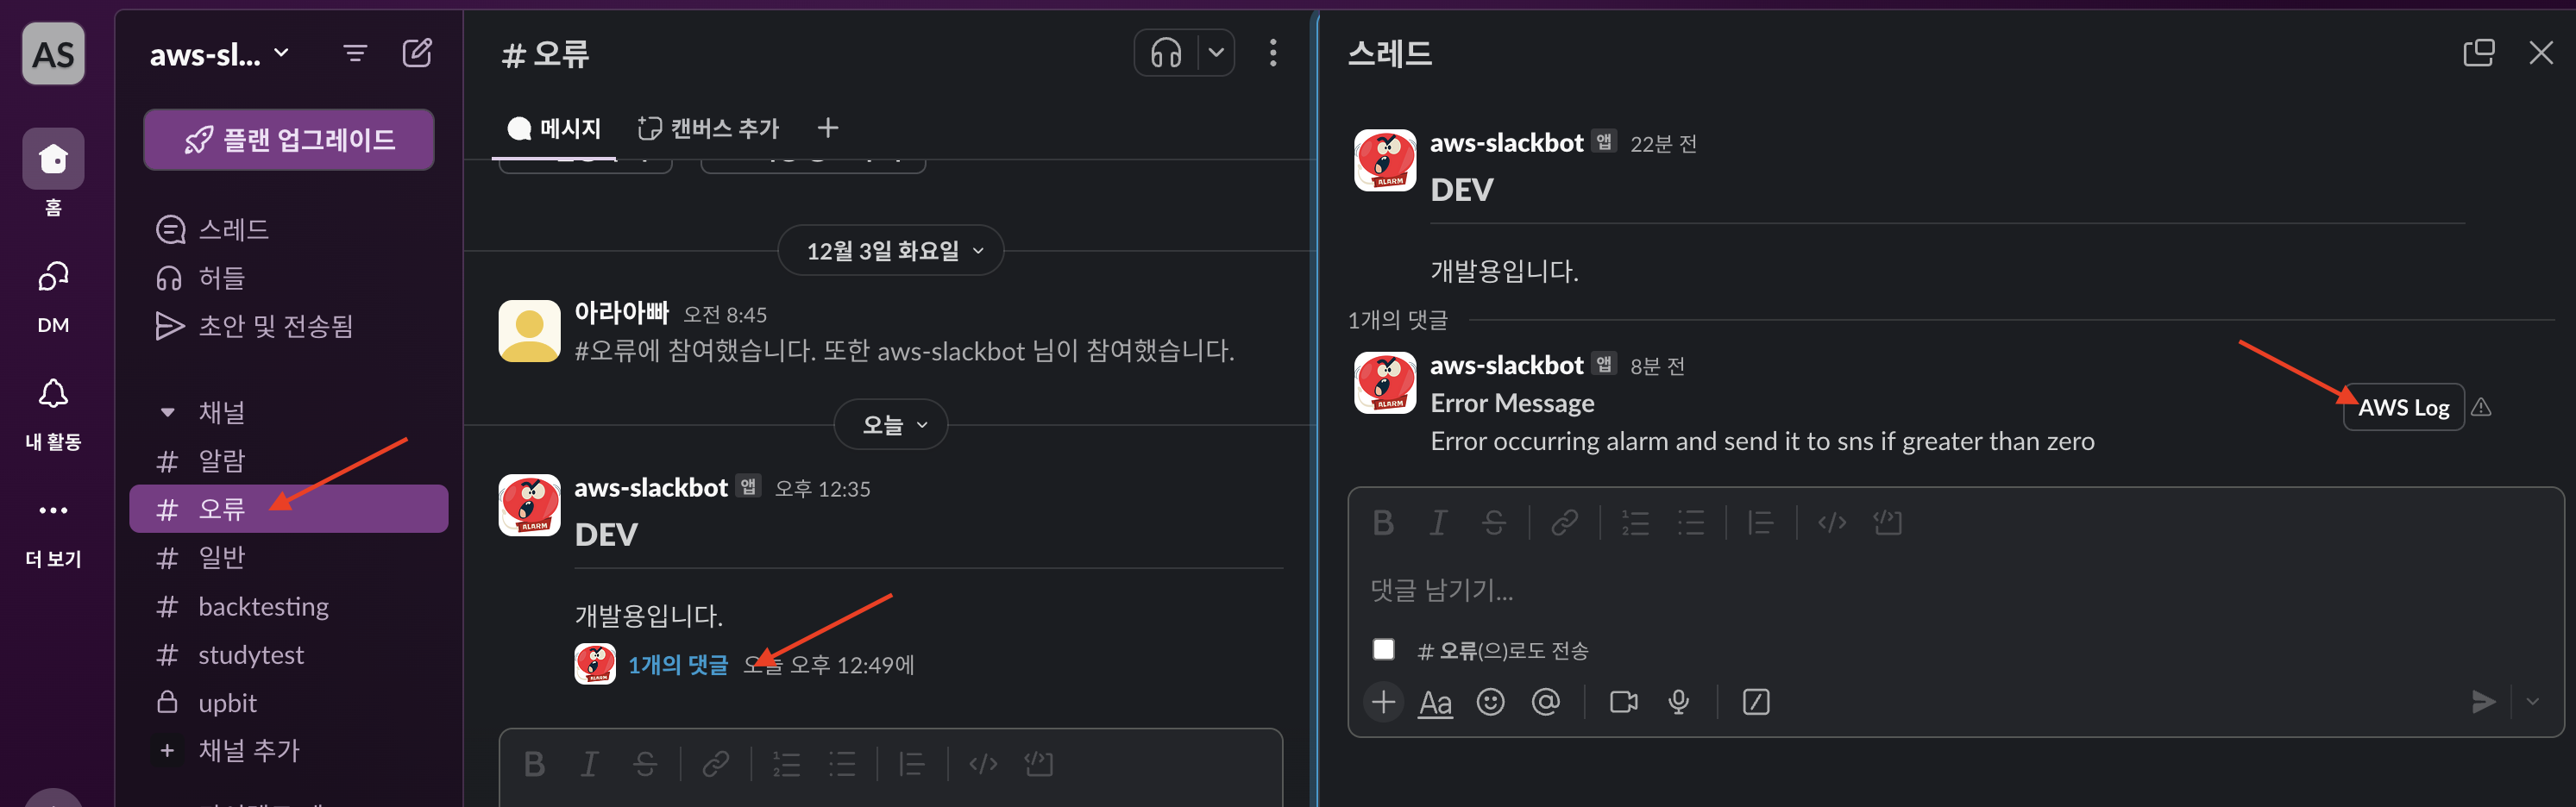 AS
홈
DM
내 활동
더 보기
aws-sl...
플랜 업그레이드
스레드
허들
초안 및 전송됨
채널
# 알람
# 오류
# 일반
# backtesting
# studytest
upbit
+ 채널 추가
# 오류
메시지
캔버스 추가
12월 3일 화요일
아라아빠 오전 8:45
#오류에 참여했습니다. 또한 aws-slackbot 님이 참여했습니다.
오늘
aws-slackbot 앱 오후 12:35
DEV
개발용입니다.
1개의 댓글 오늘 오후 12:49에
스레드
aws-slackbot 앱 22분 전
ALARM
DEV
개발용입니다.
1개의 댓글
aws-slackbot 앱 8분 전
Error Message
Error occurring alarm and send it to sns if greater than zero
AWS Log
댓글 남기기...
# 오류(으)로도 전송
Aa